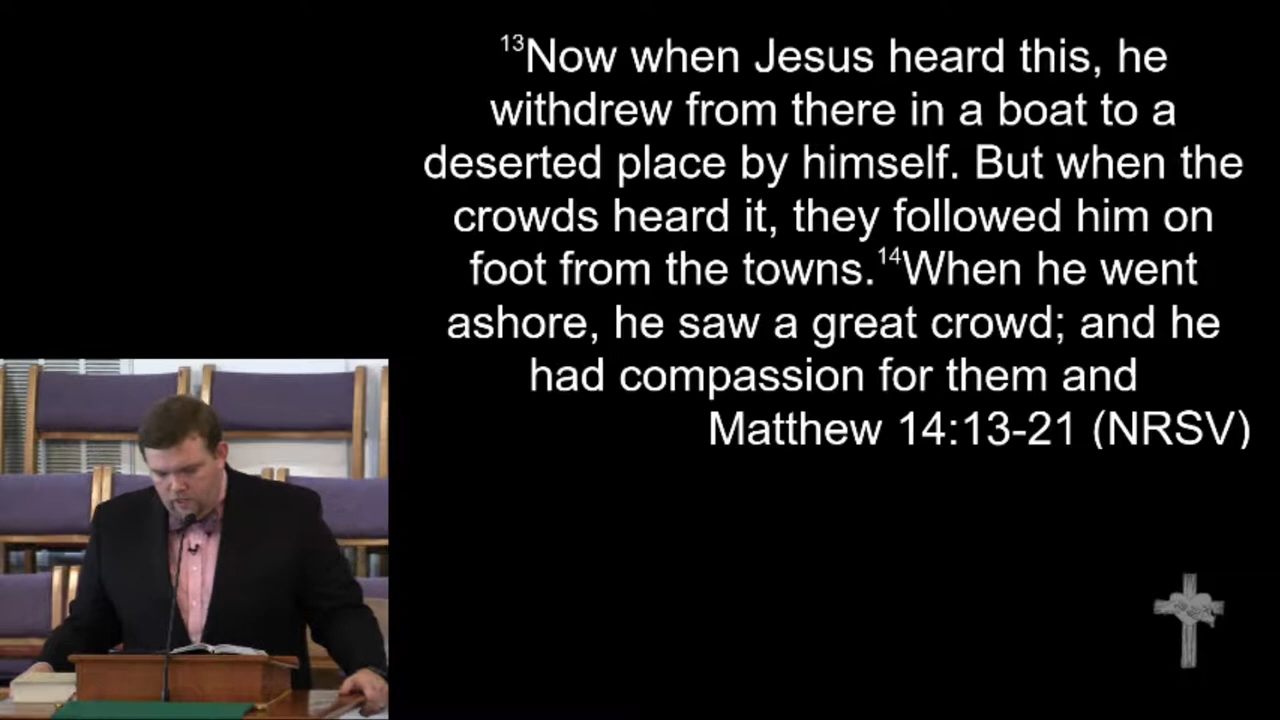 13Now when Jesus heard this, he
withdrew from there in a boat to a
deserted place by himself. But when the
crowds heard it, they followed him on
foot from the towns.14When he went
ashore, he saw a great crowd; and he
had compassion for them and
Matthew 14:13-21 (NRSV)